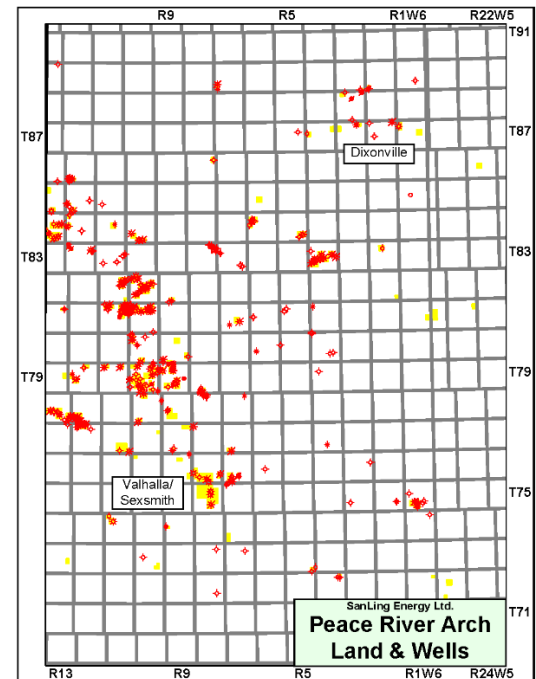 R9 R5 R1W6 R22W5
T91
T87 T87
Dixonville
T83 T83
T79 T79
Valhalla/
Sexsmith
T75
T71
SanLing Energy Ltd.
Peace River Arch
Land & Wells
R13 R9 R5 R1W6 R24W5